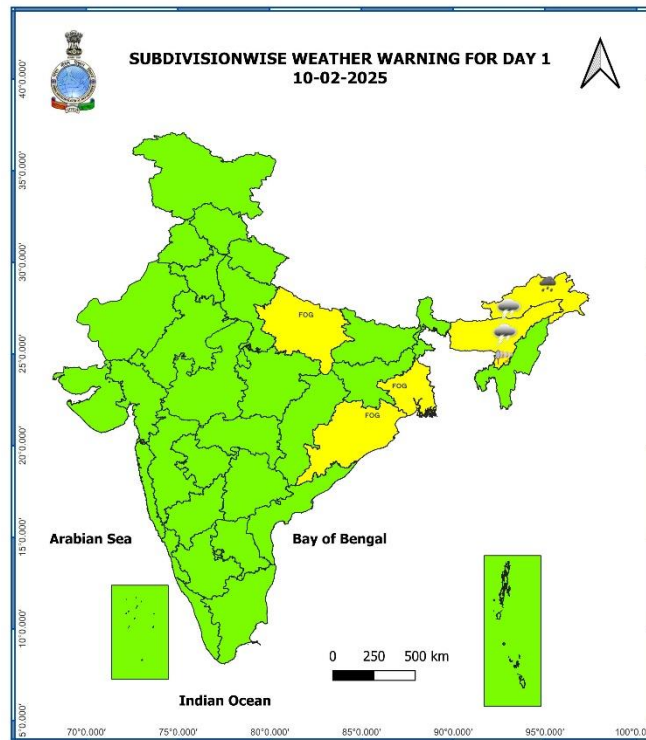 SUBDIVISIONWISE WEATHER WARNING FOR DAY 1
10-02-2025
40°0.000'
35°0.000'
30°0.000'
25°0.000'
20°0.000'
15°0.000'
10°0.000'
5°0.000'
FOG
FOG
FOG
Arabian Sea
Bay of Bengal
0 250 500 km
Indian Ocean
70°0.000' 75°0.000' 80°0.000' 85°0.000' 90°0.000' 95°0.000' 100°0.000'